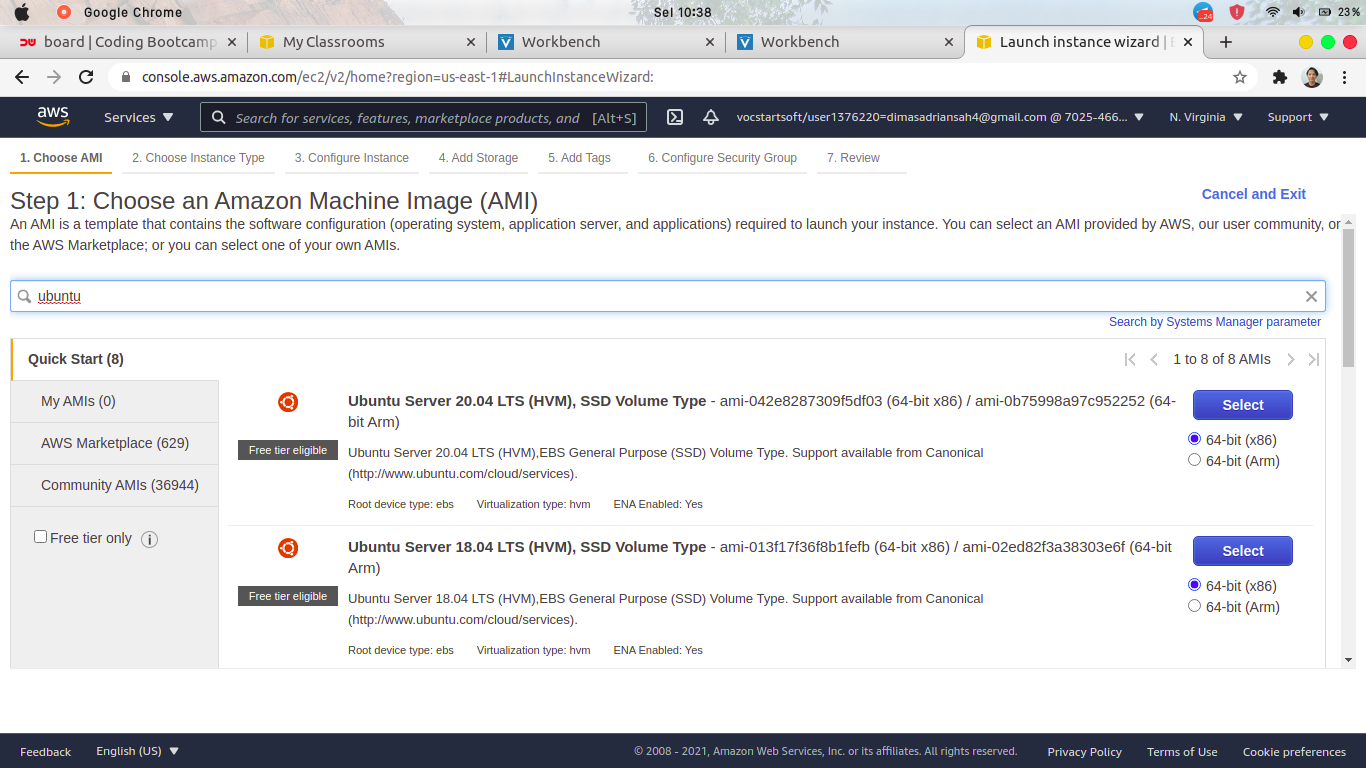 Google Chrome
Sel 10:38
24
23%
board | Coding Bootcamp
My Classrooms
Workbench
Workbench
Launch instance wizard |
console.aws.amazon.com/ec2/v2/home?region=us-east-1#LaunchInstanceWizard:
aws
Services
Search for services, features, marketplace products, and [Alt+S]
vocstartsoft/user1376220=dimasadriansah4@gmail.com @ 7025-466...
N. Virginia
Support
1. Choose AMI
2. Choose Instance Type
3. Configure Instance
4. Add Storage
5. Add Tags
6. Configure Security Group
7. Review
Step 1: Choose an Amazon Machine Image (AMI)
Cancel and Exit
An AMI is a template that contains the software configuration (operating system, application server, and applications) required to launch your instance. You can select an AMI provided by AWS, our user community, or
the AWS Marketplace; or you can select one of your own AMIs.
ubuntu
Search by Systems Manager parameter
Quick Start (8)
1 to 8 of 8 AMIs
My AMIs (0)
AWS Marketplace (629)
Community AMIs (36944)
Free tier only
Ubuntu Server 20.04 LTS (HVM), SSD Volume Type - ami-042e8287309f5df03 (64-bit x86) / ami-0b75998a97c952252 (64-
bit Arm)
Free tier eligible
Ubuntu Server 20.04 LTS (HVM),EBS General Purpose (SSD) Volume Type. Support available from Canonical
(http://www.ubuntu.com/cloud/services).
Root device type: ebs
Virtualization type: hvm
ENA Enabled: Yes
Select
64-bit (x86)
64-bit (Arm)
Ubuntu Server 18.04 LTS (HVM), SSD Volume Type - ami-013f17f36f8b1fefb (64-bit x86) / ami-02ed82f3a38303e6f (64-bit
Arm)
Free tier eligible
Ubuntu Server 18.04 LTS (HVM),EBS General Purpose (SSD) Volume Type. Support available from Canonical
(http://www.ubuntu.com/cloud/services).
Root device type: ebs
Virtualization type: hvm
ENA Enabled: Yes
Select
64-bit (x86)
64-bit (Arm)
Feedback
English (US)
© 2008 - 2021, Amazon Web Services, Inc. or its affiliates. All rights reserved.
Privacy Policy
Terms of Use
Cookie preferences